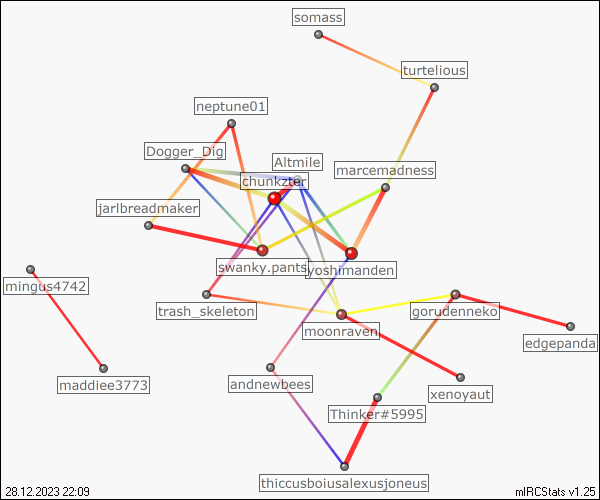 somass
turtelious
neptune01
Dogger_Dig
Altmile
marcemadness
chunkzter
jarlbreadmaker
swanky.pants
yoshimanden
mingus4742
trash_skeleton
moonraven
gorudenneko
edgepanda
maddiee3773
andnewbees
xenoyaut
Thinker#5995
thiccusboiusalexusjoneus
28.12.2023 22:09
mIRCStats v1.25